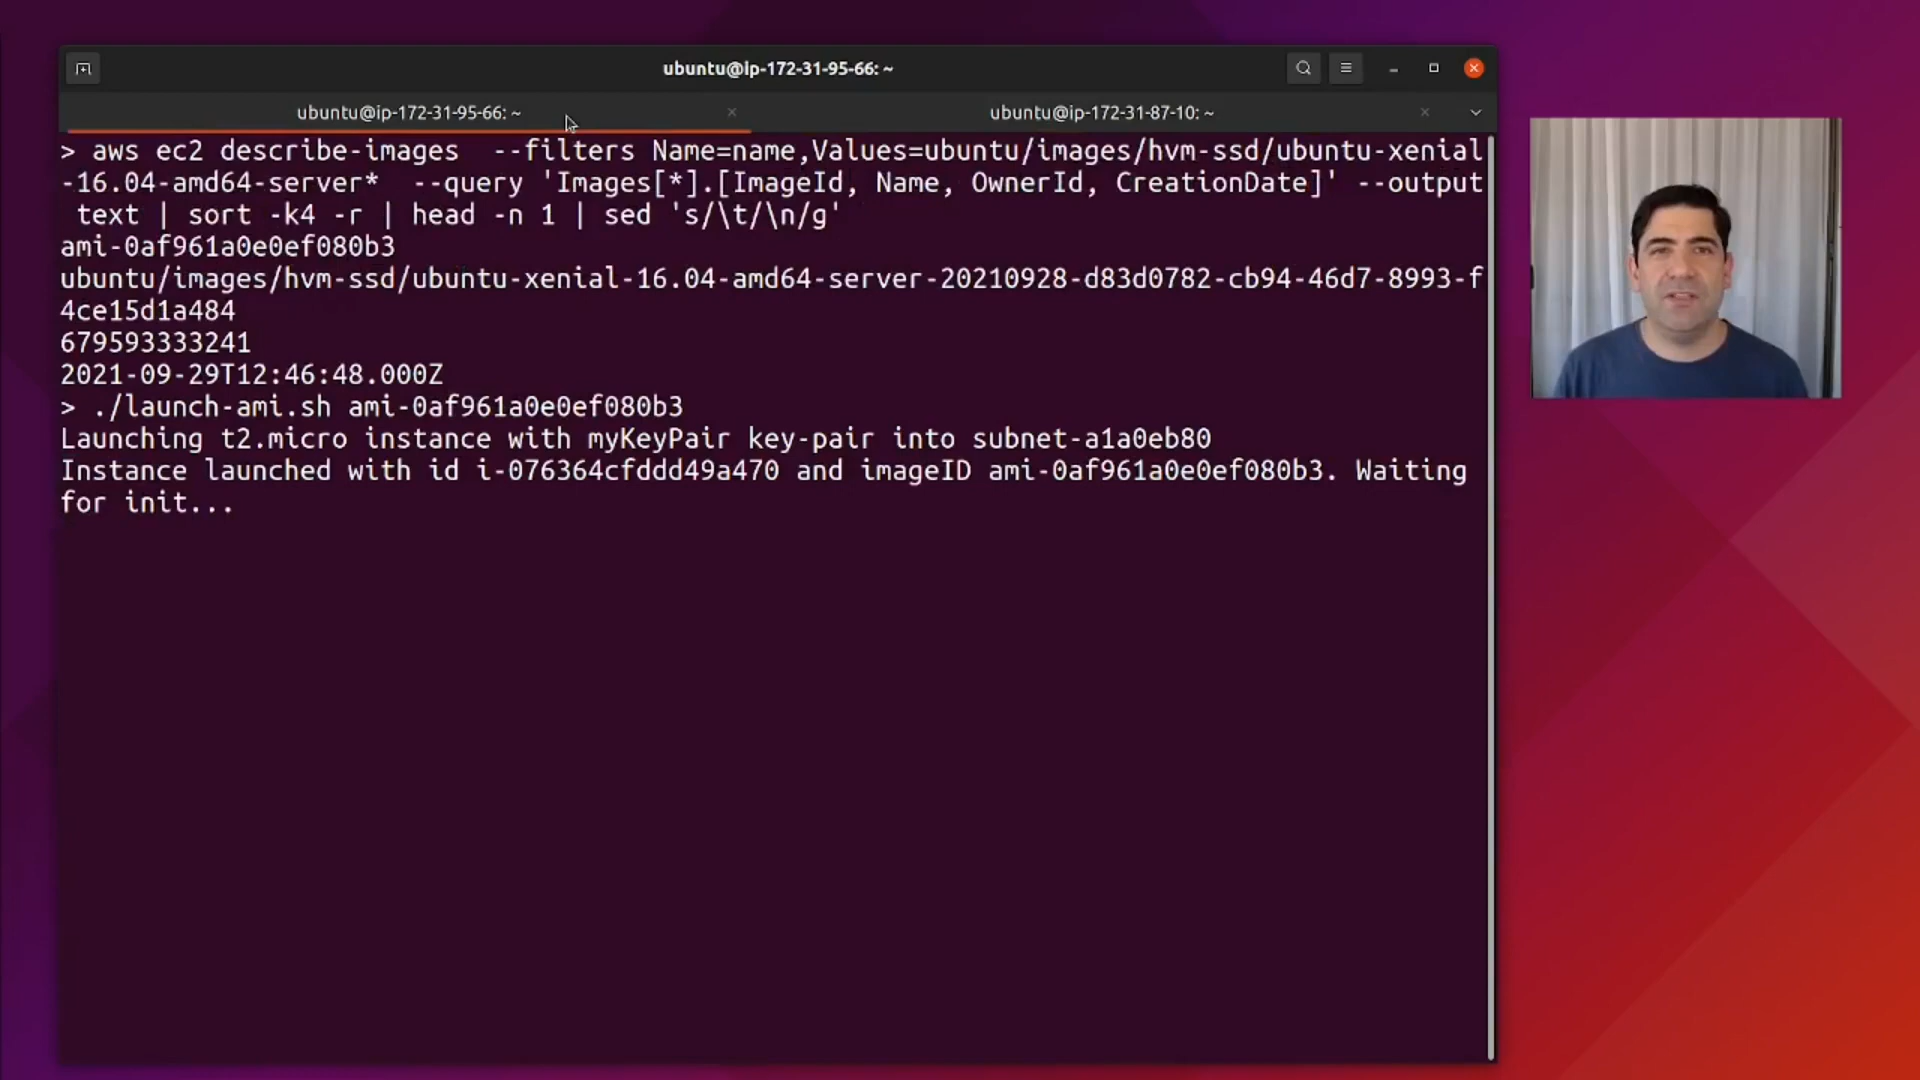 ubuntu@ip-172-31-95-66: ~
ubuntu@ip-172-31-95-66: ~
ubuntu@ip-172-31-87-10: ~
> aws ec2 describe-images  --filters Name=name,Values=ubuntu/images/hvm-ssd/ubuntu-xenial
-16.04-amd64-server*  --query 'Images[*].[ImageId, Name, OwnerId, CreationDate]' --output
text | sort -k4 -r | head -n 1 | sed 's/\t/\n/g'
ami-0af961a0e0ef080b3
ubuntu/images/hvm-ssd/ubuntu-xenial-16.04-amd64-server-20210928-d83d0782-cb94-46d7-8993-f
4ce15d1a484
679593333241
2021-09-29T12:46:48.000Z
> ./launch-ami.sh ami-0af961a0e0ef080b3
Launching t2.micro instance with myKeyPair key-pair into subnet-a1a0eb80
Instance launched with id i-076364cfddd49a470 and imageID ami-0af961a0e0ef080b3. Waiting
for init...